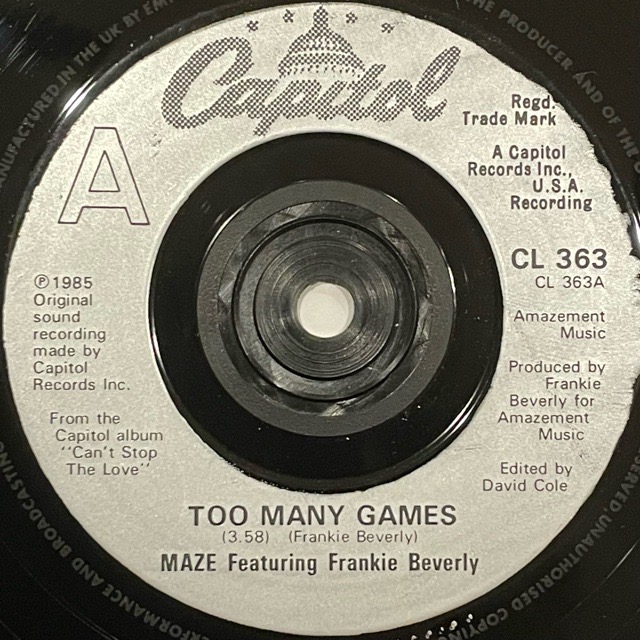 MANUFACTURED IN THE UK BY EMI
THE PRODUCER AND OF THE
Capitol
Regd.
Trade Mark
A
A Capitol
Records Inc.,
U.S.A.
Recording
CL 363
CL 363A
℗1985
Original
sound
recording
made by
Capitol
Records Inc.
Amazement
Music
Produced by
Frankie
Beverly for
Amazement
Music
From the
Capitol album
"Can't Stop
The Love"
Edited by
David Cole
TOO MANY GAMES
(3.58) (Frankie Beverly)
MAZE Featuring Frankie Beverly
UNAUTHORISED
PERFORMANCE AND BROADCASTING